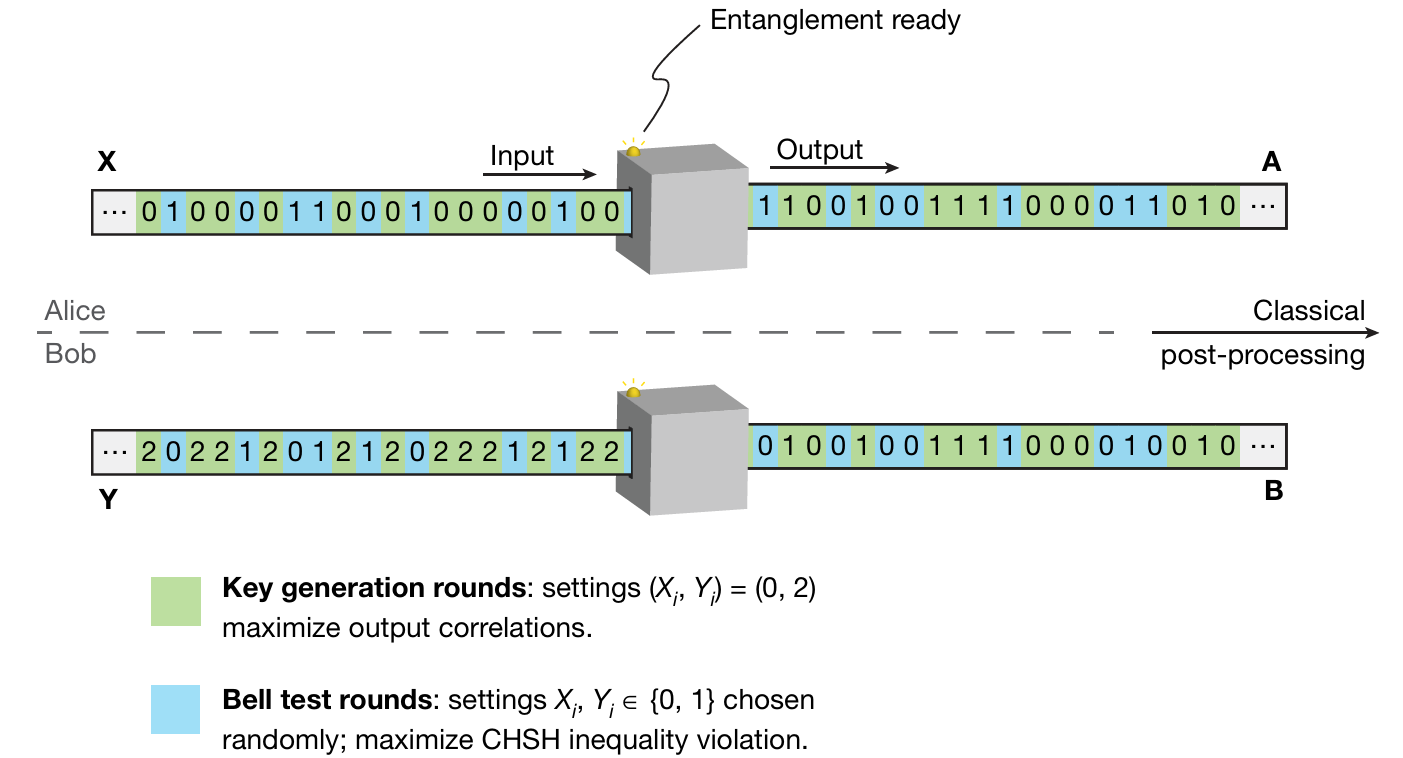 Entanglement ready
X
Input
Output
A
... 0 1 0 0 0 0 1 1 0 0 0 1 0 0 0 0 0 1 0 0
1 1 0 0 1 0 0 1 1 1 1 0 0 0 0 1 1 0 1 0 ...
Alice
Bob
Classical
post-processing
... 2 0 2 2 1 2 0 1 2 1 2 0 2 2 2 1 2 1 2 2
0 1 0 0 1 0 0 1 1 1 1 0 0 0 0 1 0 0 1 0 ...
Y
B
Key generation rounds: settings (Xi, Yi) = (0, 2)
maximize output correlations.
Bell test rounds: settings Xi, Yi ∈ {0, 1} chosen
randomly; maximize CHSH inequality violation.